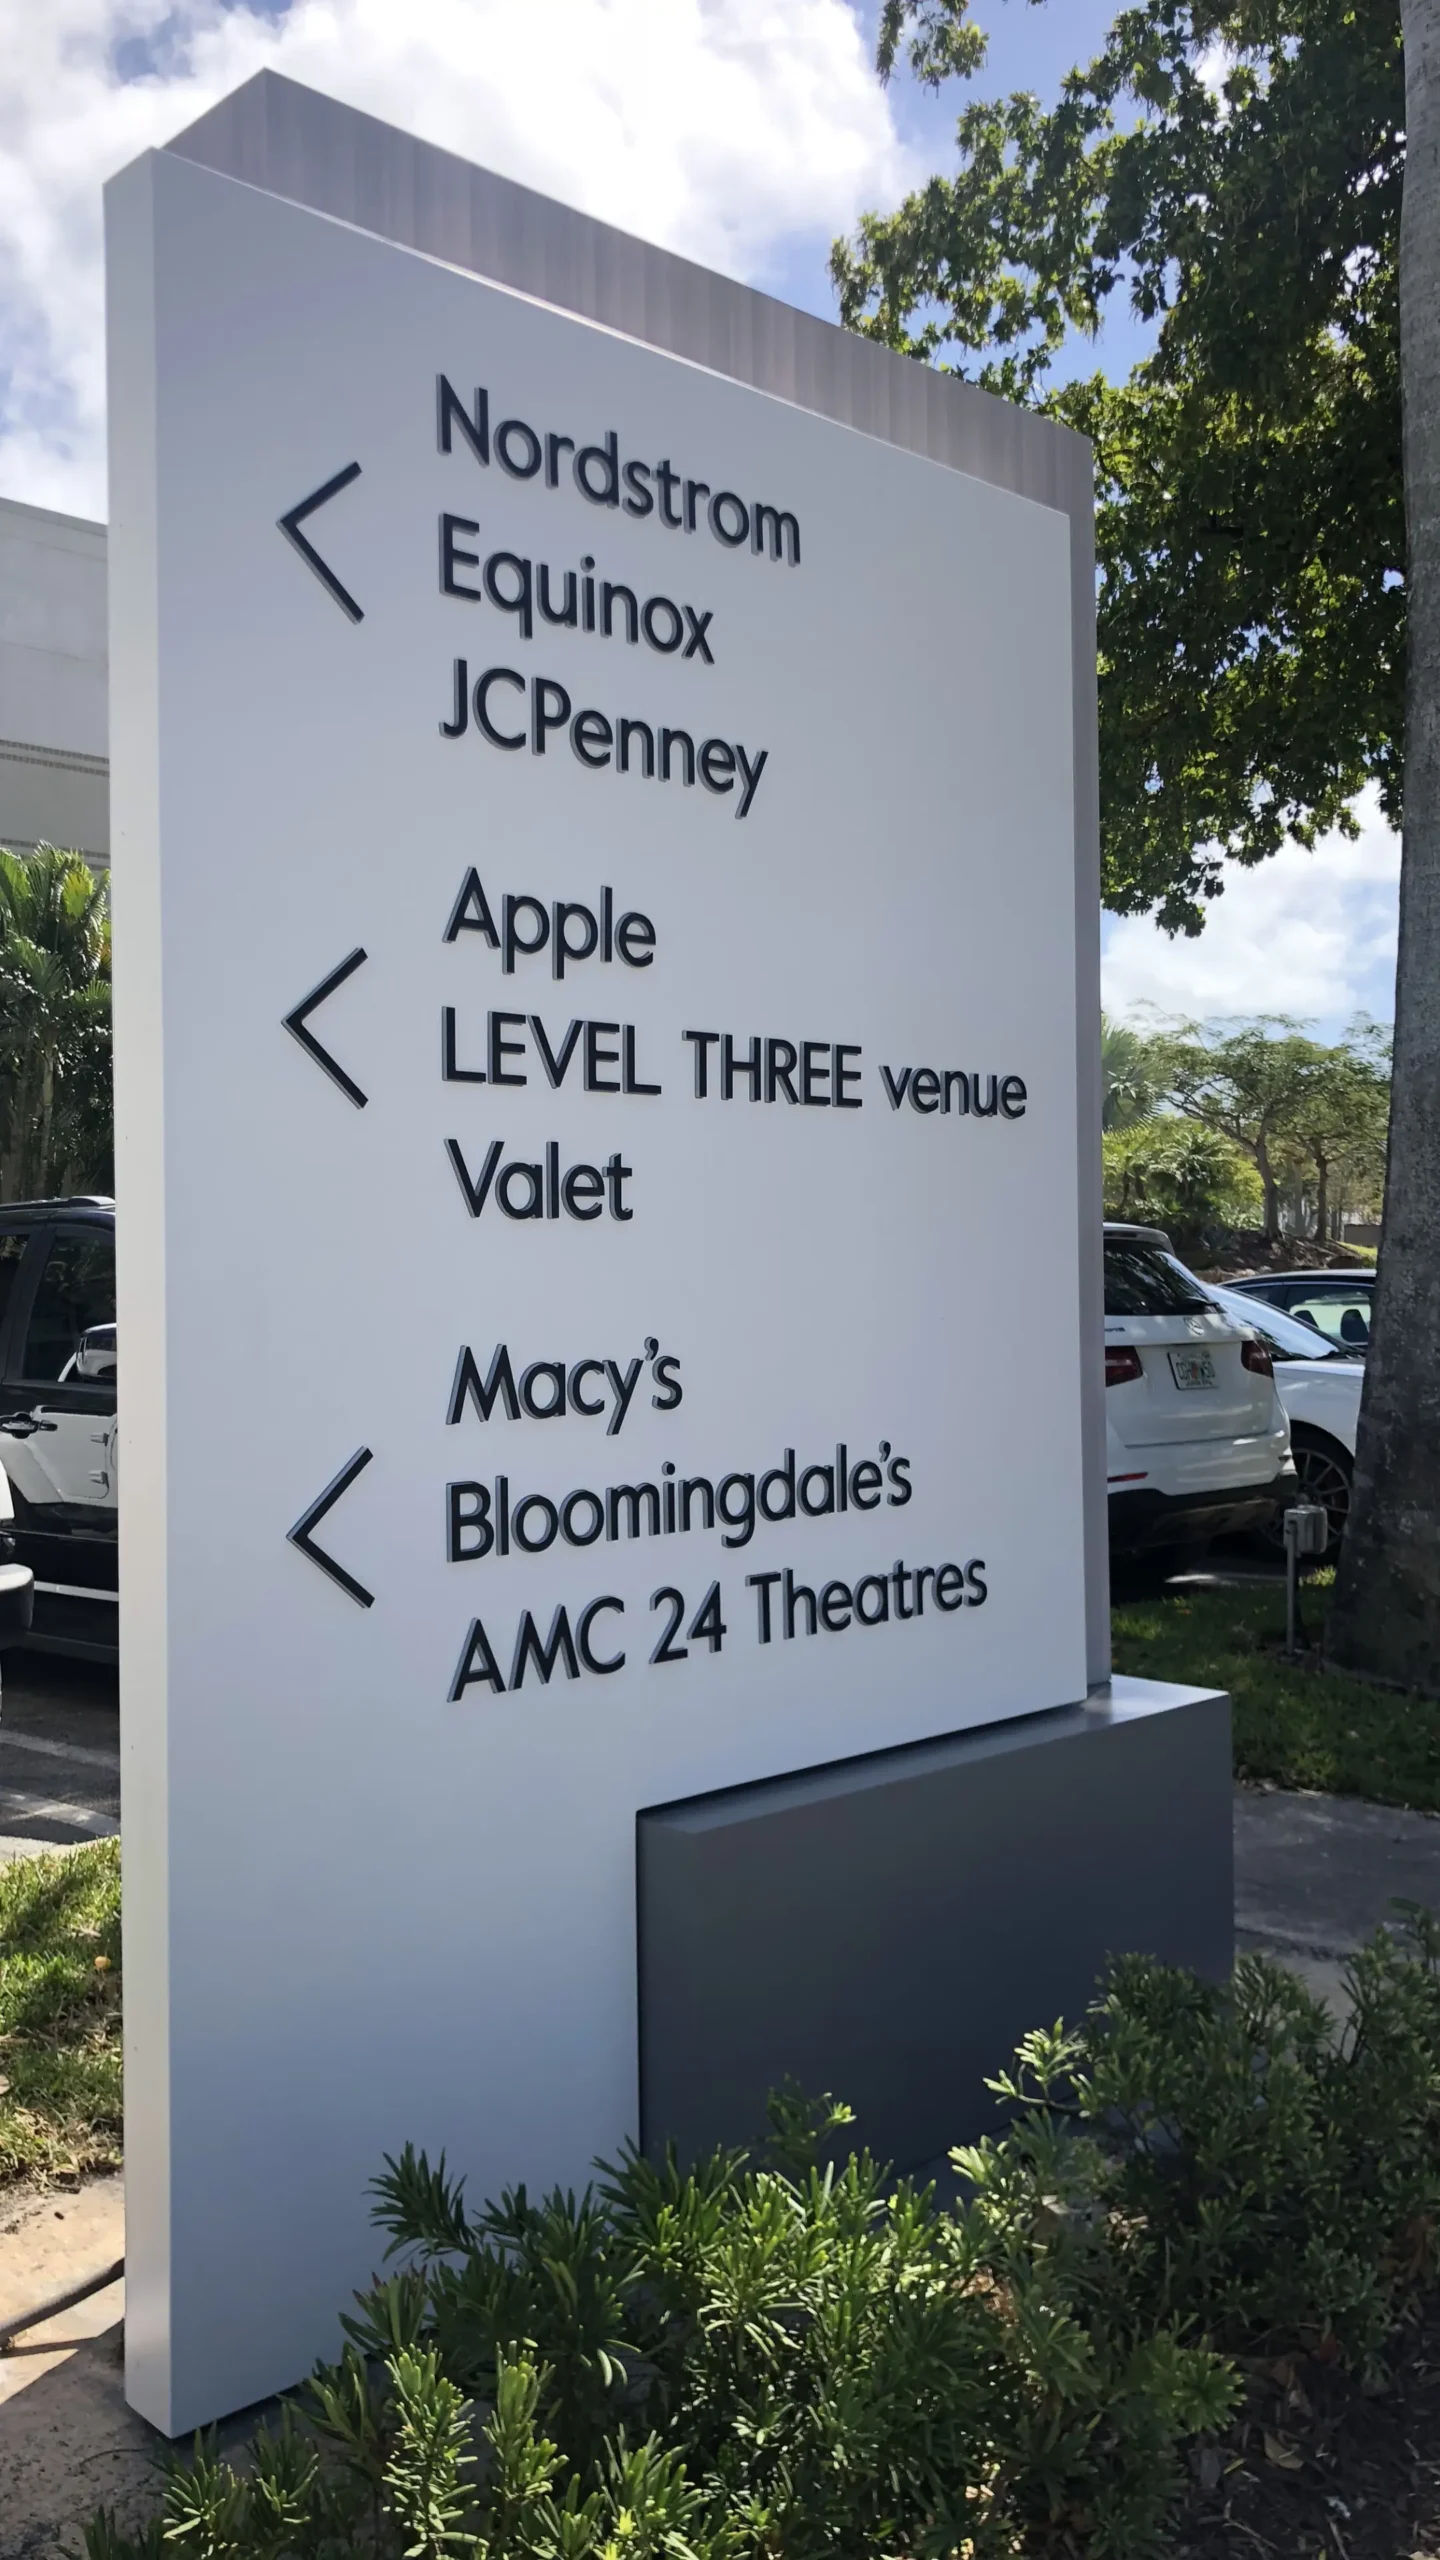 Nordstrom
Equinox
JCPenney
Apple
LEVEL THREE venue
Valet
Macy's
Bloomingdale's
AMC 24 Theatres